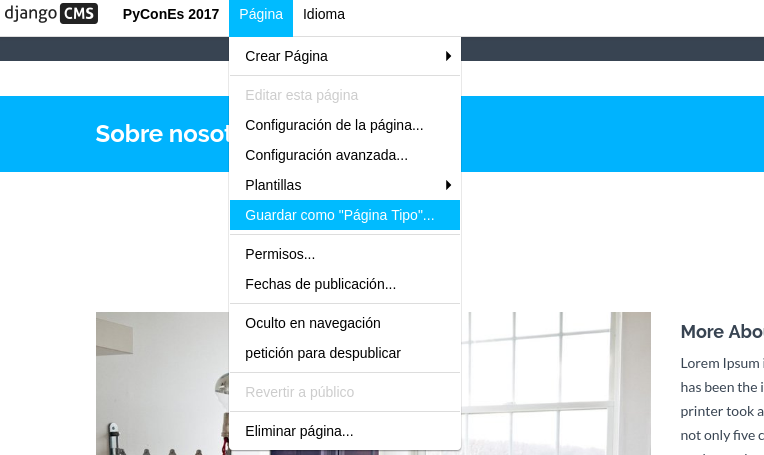 django CMS PyConEs 2017 Página Idioma
Crear Página
Editar esta página
Configuración de la página...
Configuración avanzada...
Plantillas
Guardar como "Página Tipo"...
Permisos...
Fechas de publicación...
Oculto en navegación
petición para despublicar
Revertir a público
Eliminar página...
Sobre
More
Lorem Ipsum
has been the
printer took a
not only five